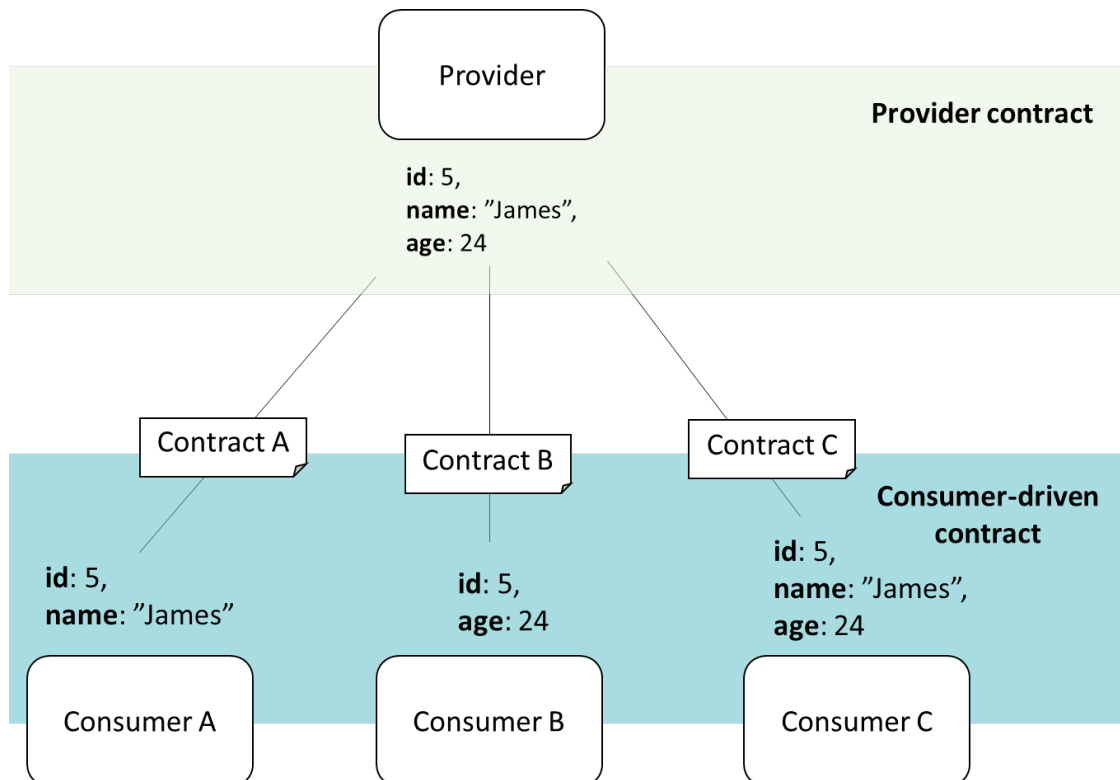 Provider
Provider contract
id: 5,
name: ”James”,
age: 24
Contract A
Contract B
Contract C
Consumer-driven
contract
id: 5,
name: ”James”
id: 5,
age: 24
id: 5,
name: ”James”,
age: 24
Consumer A
Consumer B
Consumer C